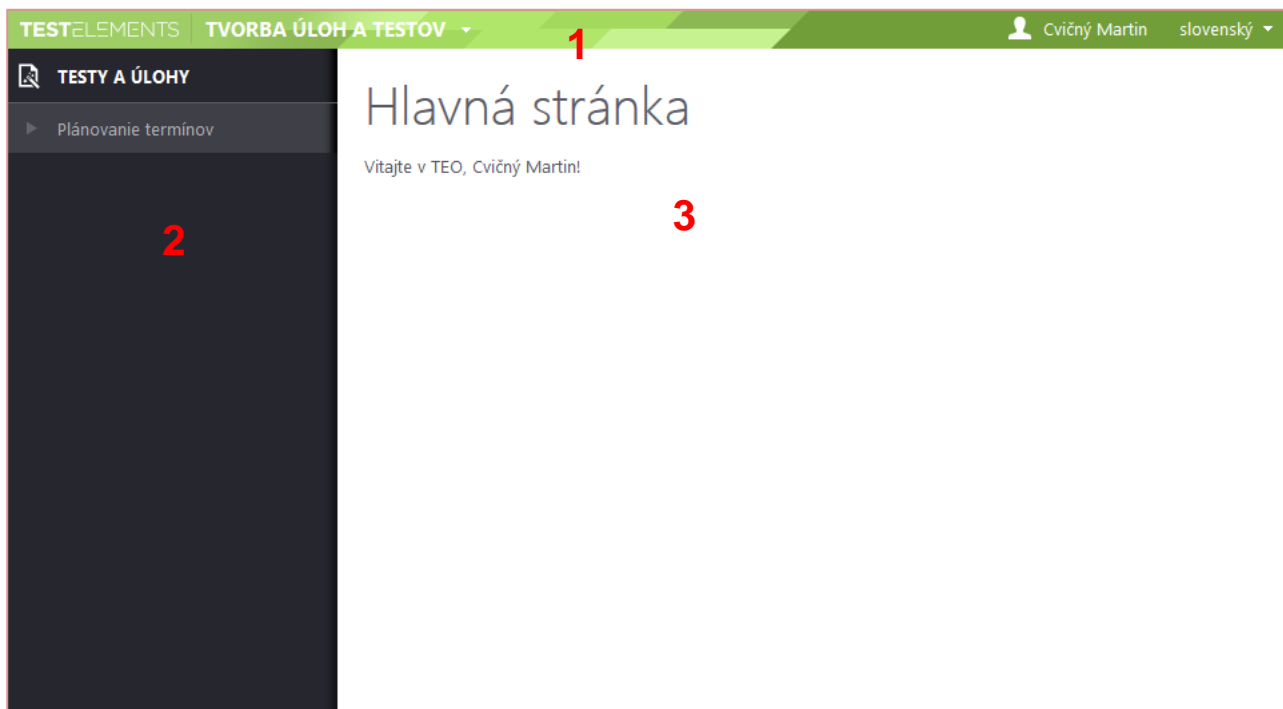 TESTELEMENTS TVORBA ÚLOH A TESTOV 1 Cvičný Martin slovenský
TESTY A ÚLOHY
Hlavná stránka
Plánovanie termínov
Vitajte v TEO, Cvičný Martin!
3
2